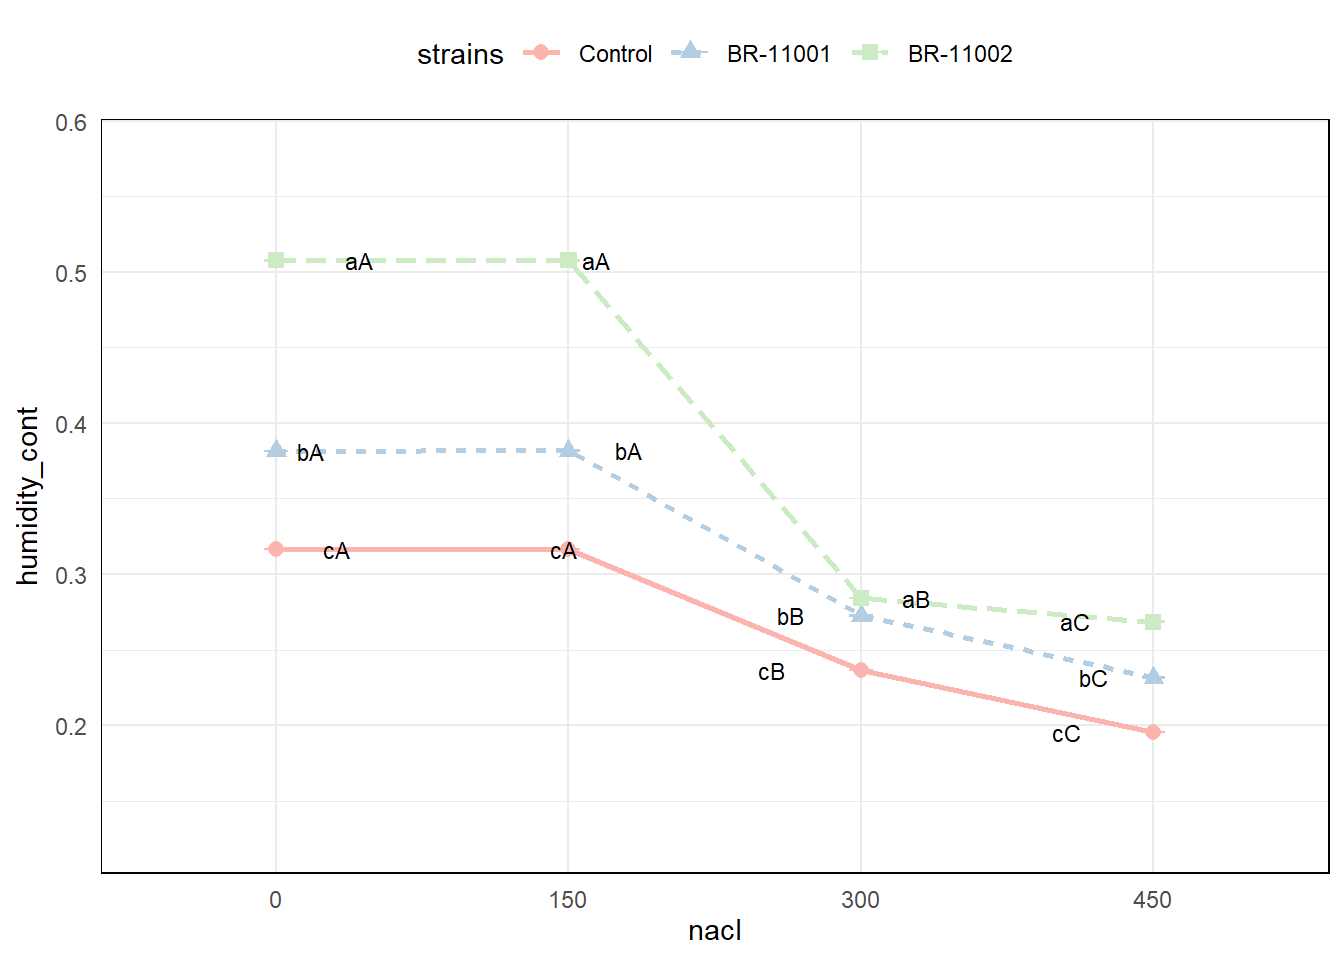 strains Control BR-11001 BR-11002
0.6
0.5
0.4
0.3
0.2
humidity_cont
aA aA
bA bA
cA cA
aB
bB
aC
cB
bC
cC
0 150 300 450
nacl